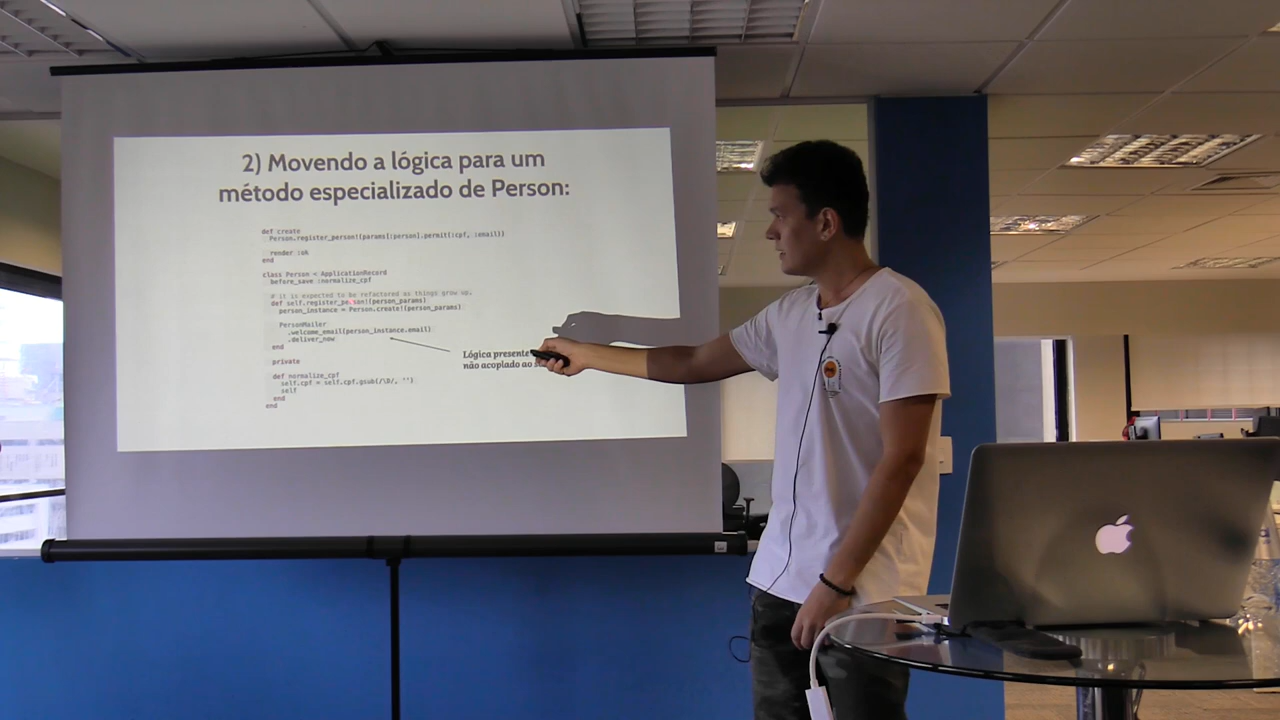 2) Movendo a lógica para um
método especializado de Person:
def create
Person.register_person!(params[:person].permit(:cpf, :email))
render :ok
end
class Person < ApplicationRecord
before_save :normalize_cpf
# it is expected to be refactored as things grow up.
def self.register_person!(person_params)
person_instance = Person.create!(person_params)
PersonMailer
.welcome_email(person_instance.email)
.deliver_now
end
Lógica presente
não acoplado ao
private
def normalize_cpf
self.cpf = self.cpf.gsub(/\D/, '')
self
end
end